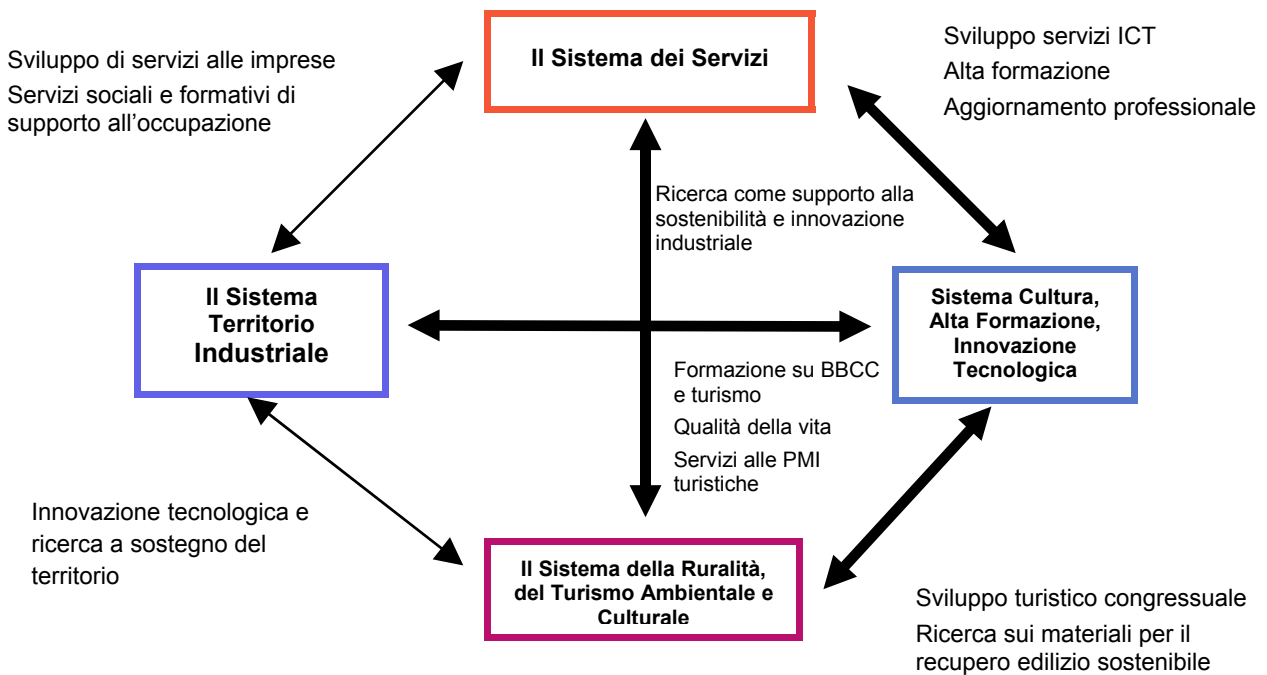 Sviluppo di servizi alle imprese
Servizi sociali e formativi di
supporto all'occupazione
Il Sistema dei Servizi
Sviluppo servizi ICT
Alta formazione
Aggiornamento professionale
Ricerca come supporto alla
sostenibilità e innovazione
industriale
Il Sistema
Territorio
Industriale
Sistema Cultura,
Alta Formazione,
Innovazione
Tecnologica
Formazione su BBCC
e turismo
Qualità della vita
Servizi alle PMI
turistiche
Innovazione tecnologica e
ricerca a sostegno del
territorio
Il Sistema della Ruralità,
del Turismo Ambientale e
Culturale
Sviluppo turistico congressuale
Ricerca sui materiali per il
recupero edilizio sostenibile